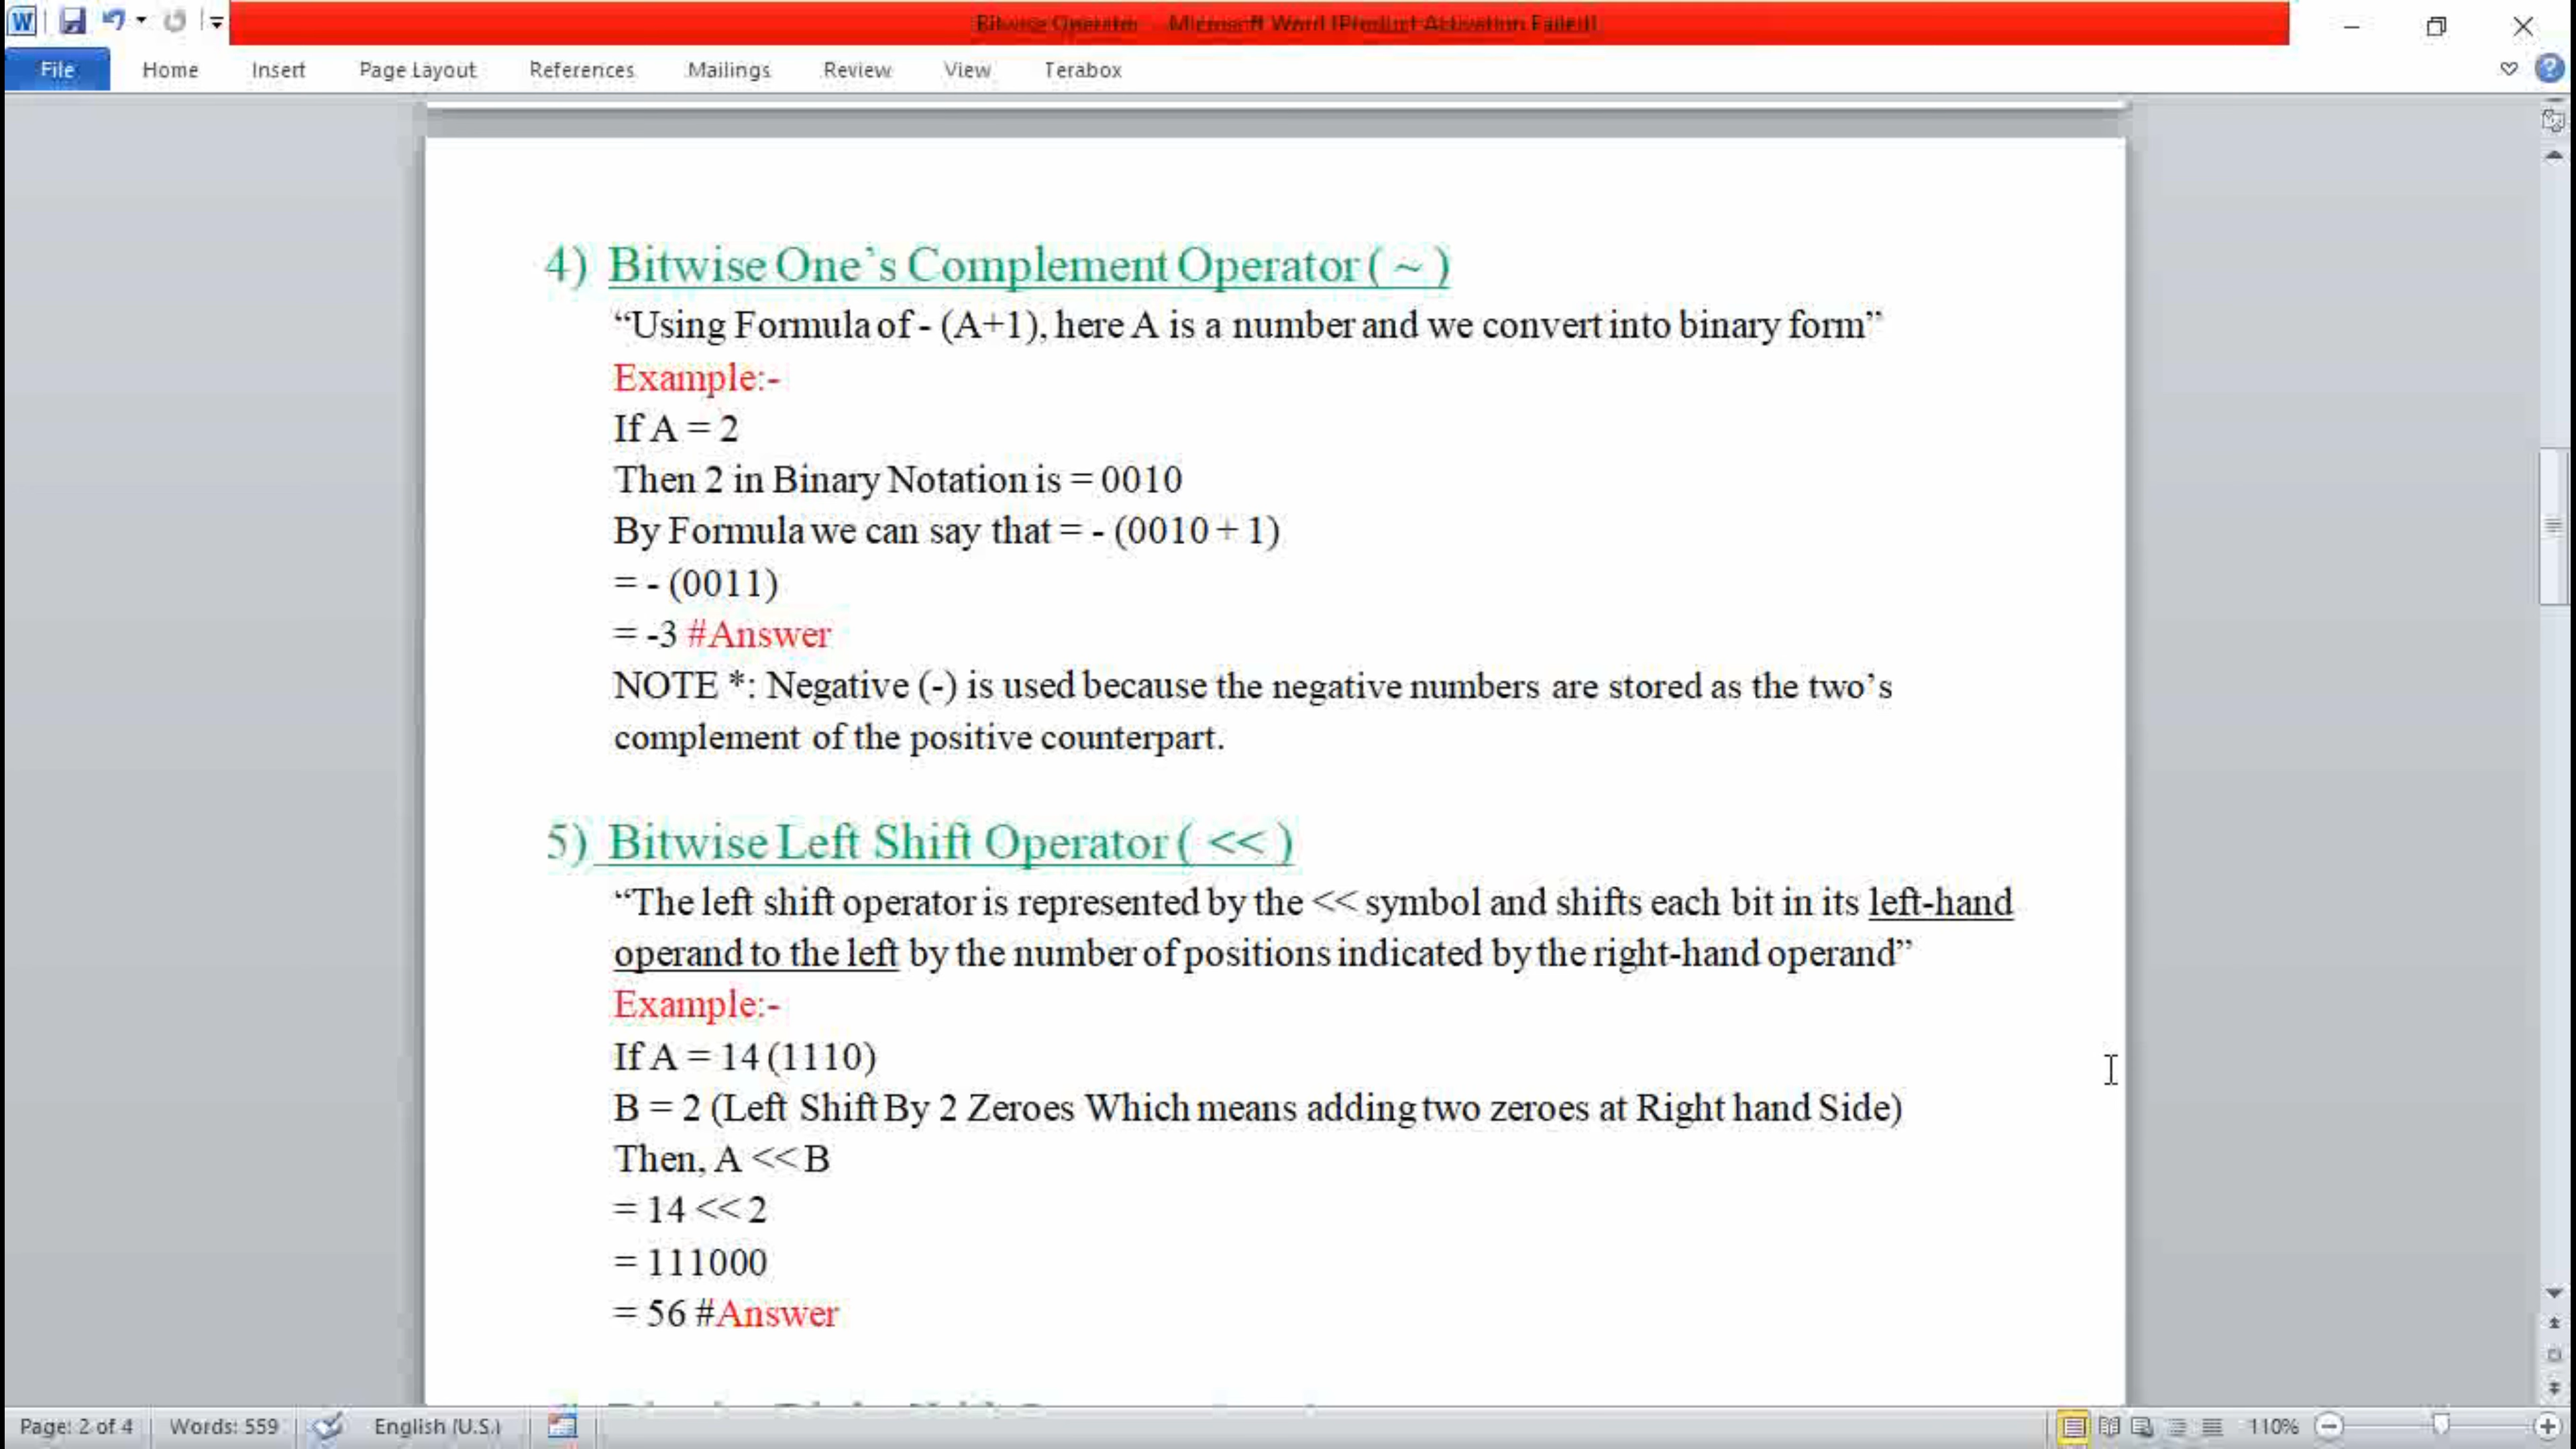 Bitwise Operator - Microsoft Word (Product Activation Failed)
File Home Insert Page Layout References Mailings Review View Terabox
4) Bitwise One’s Complement Operator ( ~ )
“Using Formula of - (A+1), here A is a number and we convert into binary form”
Example:-
If A = 2
Then 2 in Binary Notation is = 0010
By Formula we can say that = - (0010 + 1)
= - (0011)
= -3 #Answer
NOTE *: Negative (-) is used because the negative numbers are stored as the two’s
complement of the positive counterpart.
5) Bitwise Left Shift Operator ( << )
“The left shift operator is represented by the << symbol and shifts each bit in its left-hand
operand to the left by the number of positions indicated by the right-hand operand”
Example:-
If A = 14 (1110)
B = 2 (Left Shift By 2 Zeroes Which means adding two zeroes at Right hand Side)
Then, A << B
= 14 << 2
= 111000
= 56 #Answer
Page: 2 of 4 Words: 559 English (U.S.) 110%